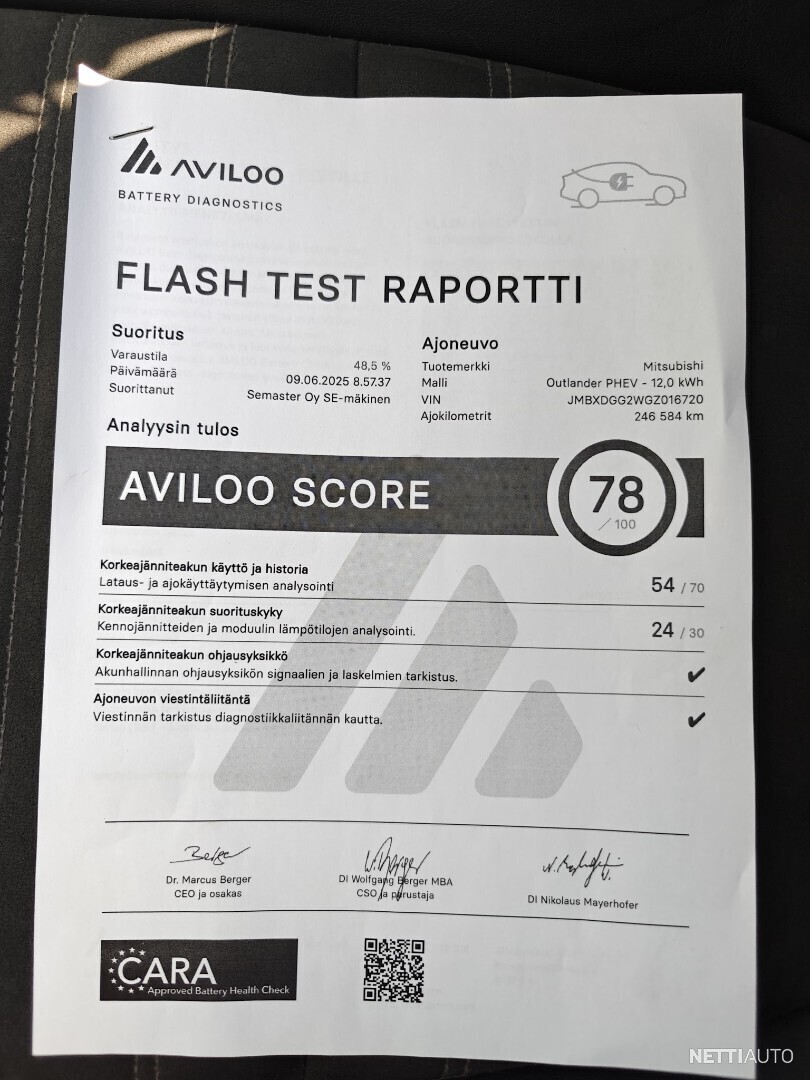 AVILOO
BATTERY DIAGNOSTICS
FLASH TEST RAPORTTI
Suoritus
Varaustila 48,5 %
Päivämäärä 09.06.2025 8.57.37
Suorittanut Semaster Oy SE-mäkinen
Ajoneuvo
Tuotemerkki Mitsubishi
Malli Outlander PHEV - 12,0 kWh
VIN JMBXDGG2WGZ016720
Ajokilometrit 246 584 km
Analyysin tulos
AVILOO SCORE 78 / 100
Korkeajänniteakun käyttö ja historia
Lataus- ja ajokäyttäytymisen analysointi 54 / 70
Korkeajänniteakun suorituskyky
Kennojännitteiden ja moduulin lämpötilojen analysointi. 24 / 30
Korkeajänniteakun ohjausyksikkö
Akunhallinnan ohjausyksikön signaalien ja laskelmien tarkistus. ✔
Ajoneuvon viestintäliitäntä
Viestinnän tarkistus diagnostiikkaliitännän kautta. ✔
Dr. Marcus Berger
CEO ja osakas
DI Wolfgang Berger MBA
CSO ja perustaja
DI Nikolaus Mayerhofer
CARA
Approved Battery Health Check
NETTIAUTO